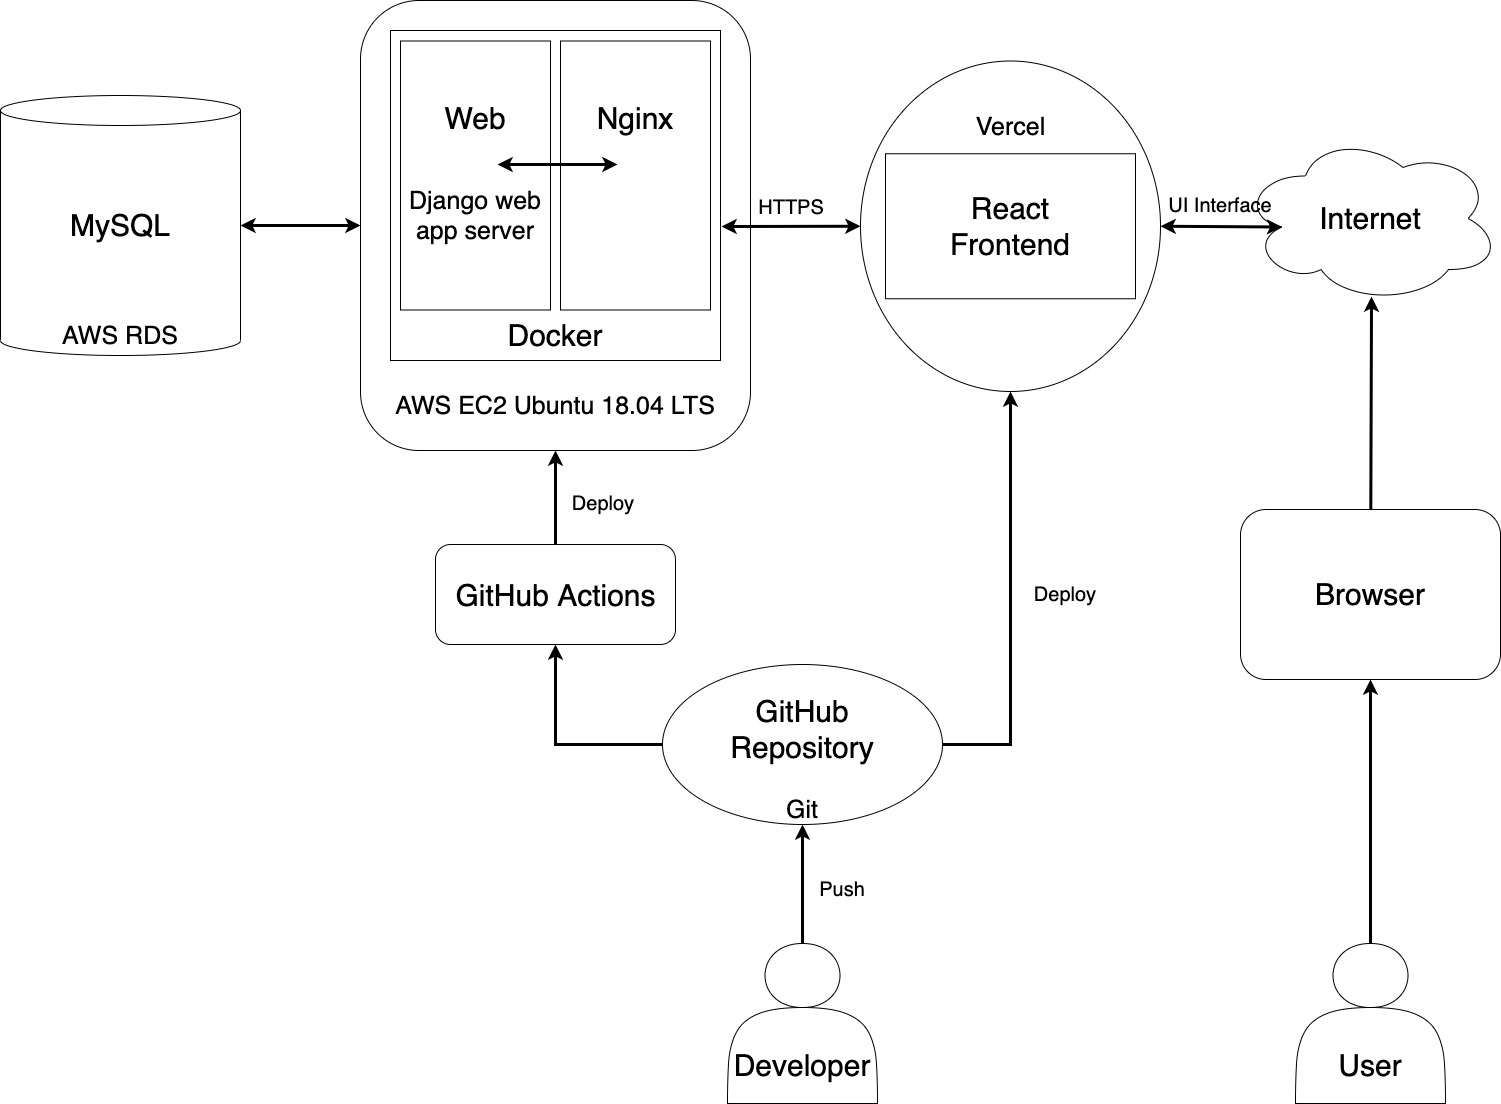 Web
Nginx
Django web
app server
Docker
AWS EC2 Ubuntu 18.04 LTS
MySQL
AWS RDS
HTTPS
Vercel
React
Frontend
UI Interface
Internet
Deploy
GitHub Actions
Deploy
Browser
GitHub
Repository
Git
Push
Developer
User